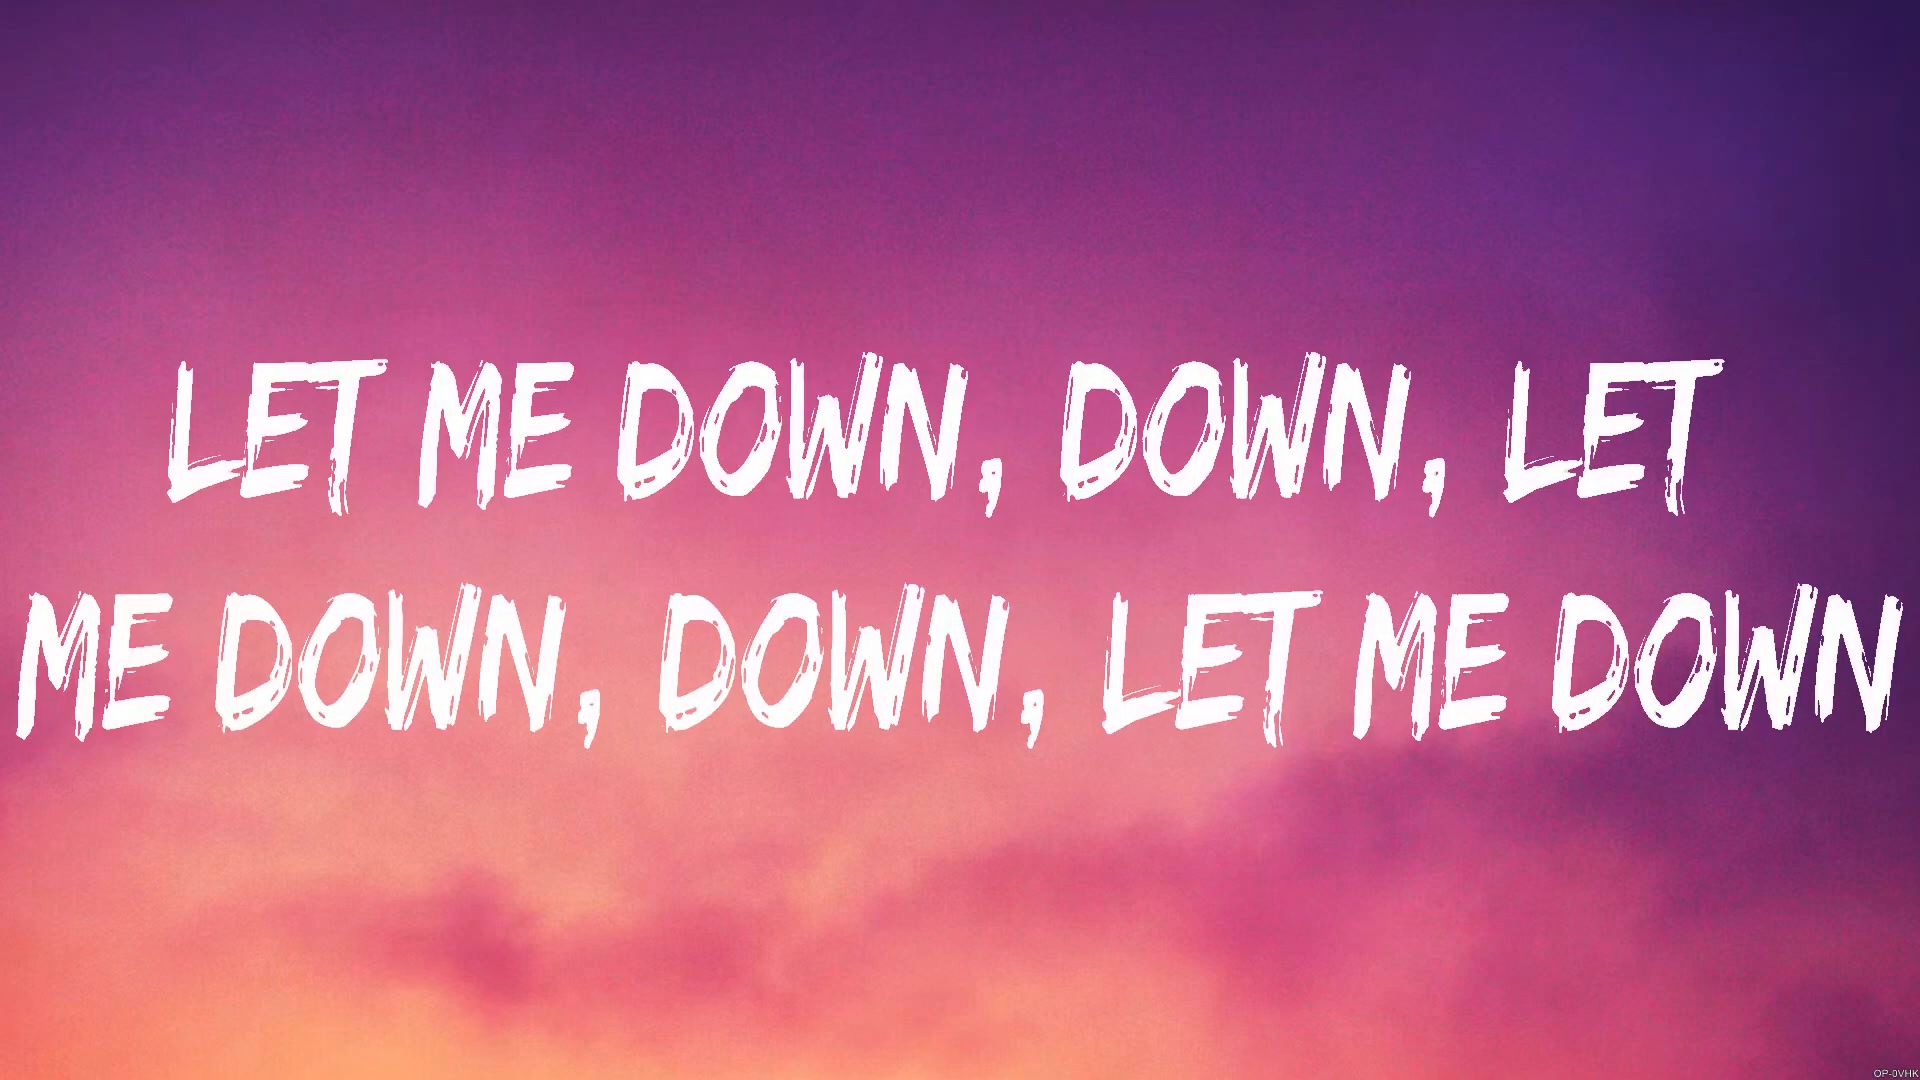 LET ME DOWN, DOWN, LET
ME DOWN, DOWN, LET ME DOWN
OP-0VHK